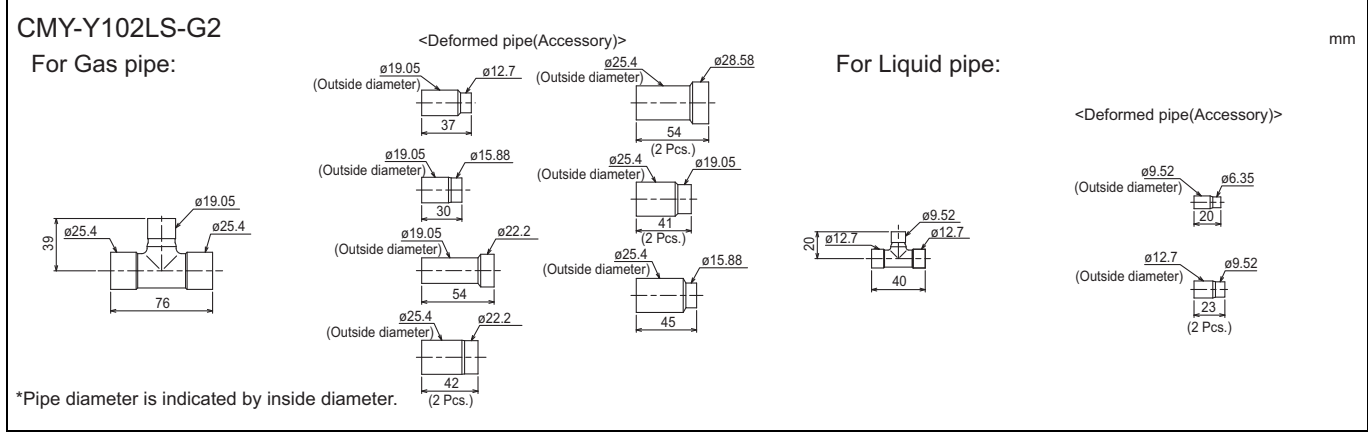 CMY-Y102LS-G2
mm
For Gas pipe:
<Deformed pipe(Accessory)>
ø19.05
(Outside diameter)
ø12.7
37
ø25.4
(Outside diameter)
ø28.58
54
(2 Pcs.)
ø19.05
(Outside diameter)
ø15.88
30
ø25.4
(Outside diameter)
ø19.05
41
(2 Pcs.)
ø19.05
ø25.4
ø25.4
39
76
ø19.05
(Outside diameter)
ø22.2
54
ø25.4
(Outside diameter)
ø15.88
45
ø25.4
(Outside diameter)
ø22.2
42
(2 Pcs.)
For Liquid pipe:
<Deformed pipe(Accessory)>
ø9.52
ø12.7
ø12.7
20
40
ø9.52
(Outside diameter)
ø6.35
20
ø12.7
(Outside diameter)
ø9.52
23
(2 Pcs.)
*Pipe diameter is indicated by inside diameter.